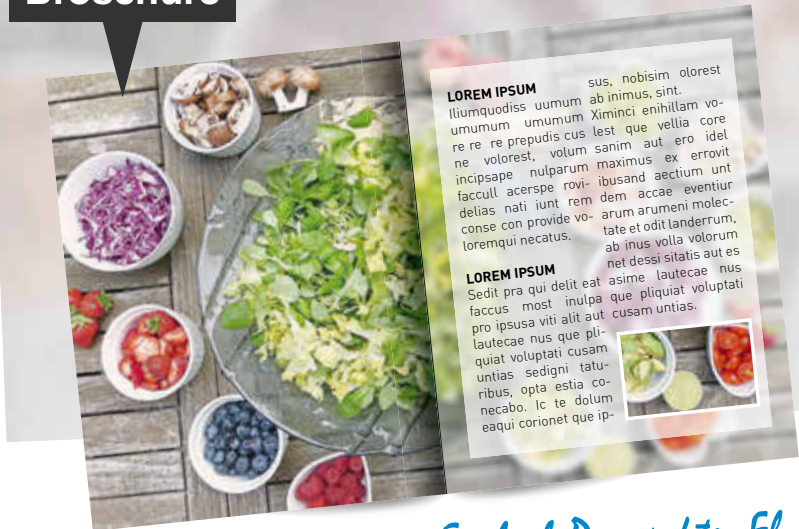 Brochure
LOREM IPSUM
Iliumquodiss uumum
umumum umumum
re re re prepudis cus
ne volorest, volum
incipsape nulparum
faccull acerspe rovi-
delias nati iunt rem
conse con provide vo-
loremqui necatus.
LOREM IPSUM
Sedit pra qui delit eat
faccus most inulpa
pro ipsusa viti alit aut
lautecae nus que pli-
quiat voluptati cusam
untias sedigni tatu-
ribus, opta estia co-
necabo. Ic te dolum
eaqui corionet que ip-
sus, nobisim olorest
ab inimus, sint.
Ximinci enihillam vo-
lest que vellia core
sanim aut ero idel
maximus ex errovit
ibusand aectium unt
dem accae eventiur
arum arumeni molec-
tate et odit landerrum,
ab inus volla volorum
net dessi sitatis aut es
asime lautecae nus
que pliquiat voluptati
cusam untias.